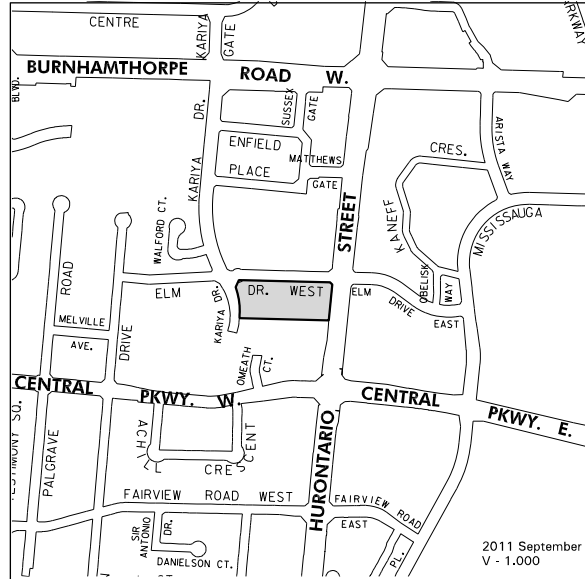 CENTRE
KARIYA
GATE
PARKWAY
BURNHAMTHORPE ROAD W.
BLVD.
SUSSEX
GATE
KARIYA DR.
ENFIELD
PLACE
MATTHEWS
GATE
CRES.
ARISTA WAY
KANEFF
MISSISSAUGA
WALFORD CT.
ROAD
ELM
DR. WEST
ELM
DRIVE
EAST
OBELISK
WAY
HURONTARIO STREET
KARIYA DR.
MELVILLE
AVE.
DRIVE
OMEATH
CT.
CENTRAL PKWY. W.
CENTRAL PKWY. E.
ACHILL CRESCENT
PALGRAVE
FAIRVIEW ROAD WEST
FAIRVIEW ROAD
EAST
SIR
ANTONIO
DR.
DANIELSON CT.
PL.
2011 September
V - 1.000